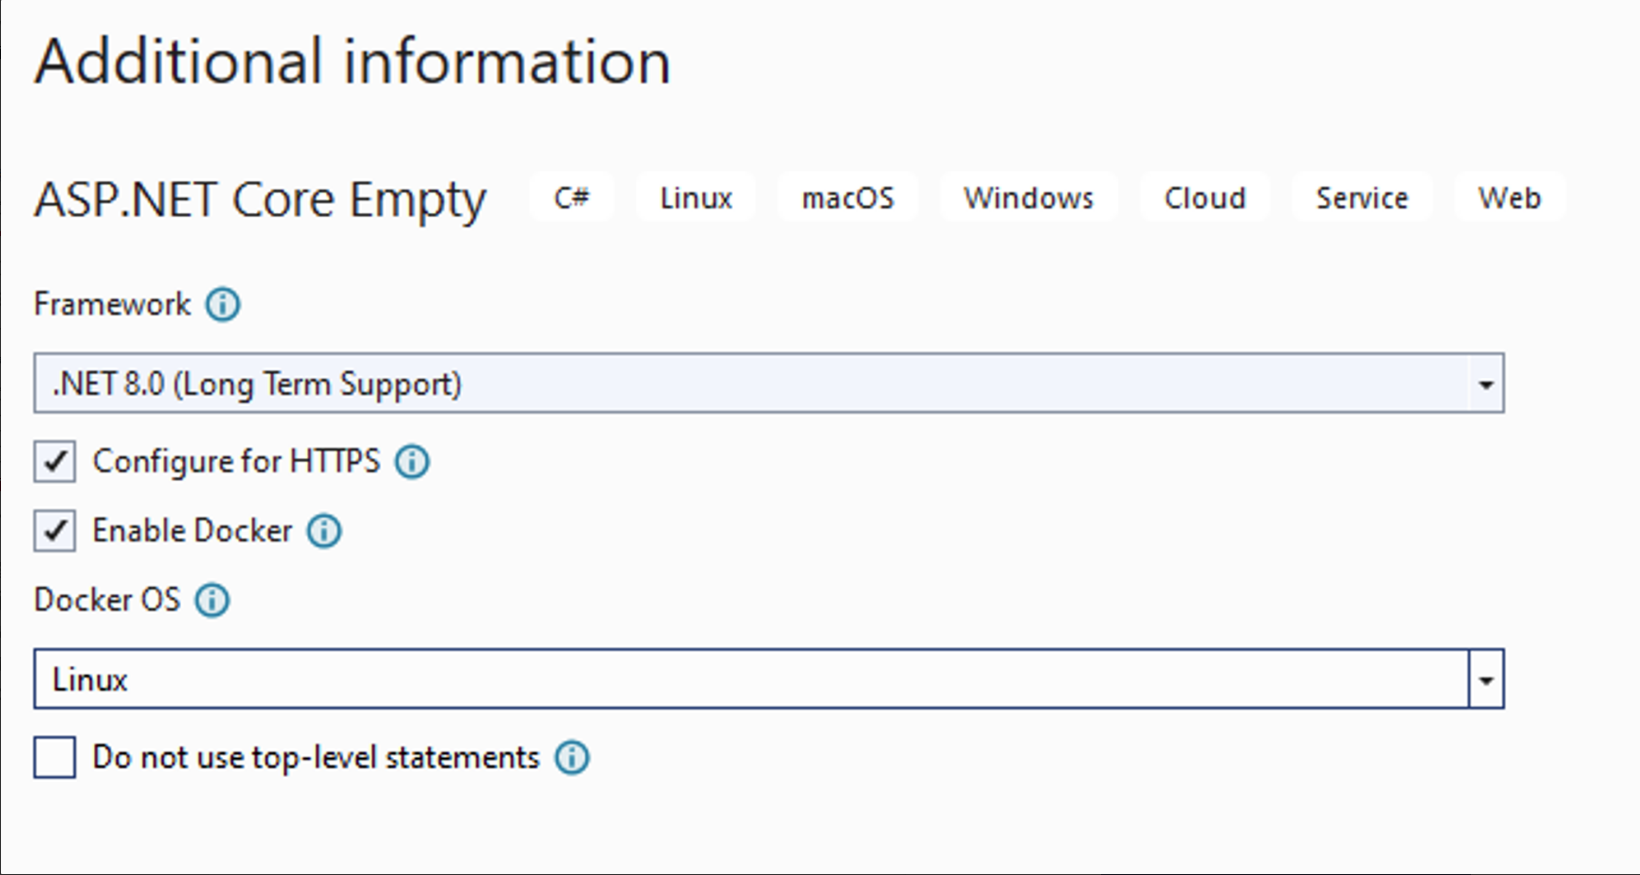 Additional information
ASP.NET Core Empty C# Linux macOS Windows Cloud Service Web
Framework
.NET 8.0 (Long Term Support)
Configure for HTTPS
Enable Docker
Docker OS
Linux
Do not use top-level statements